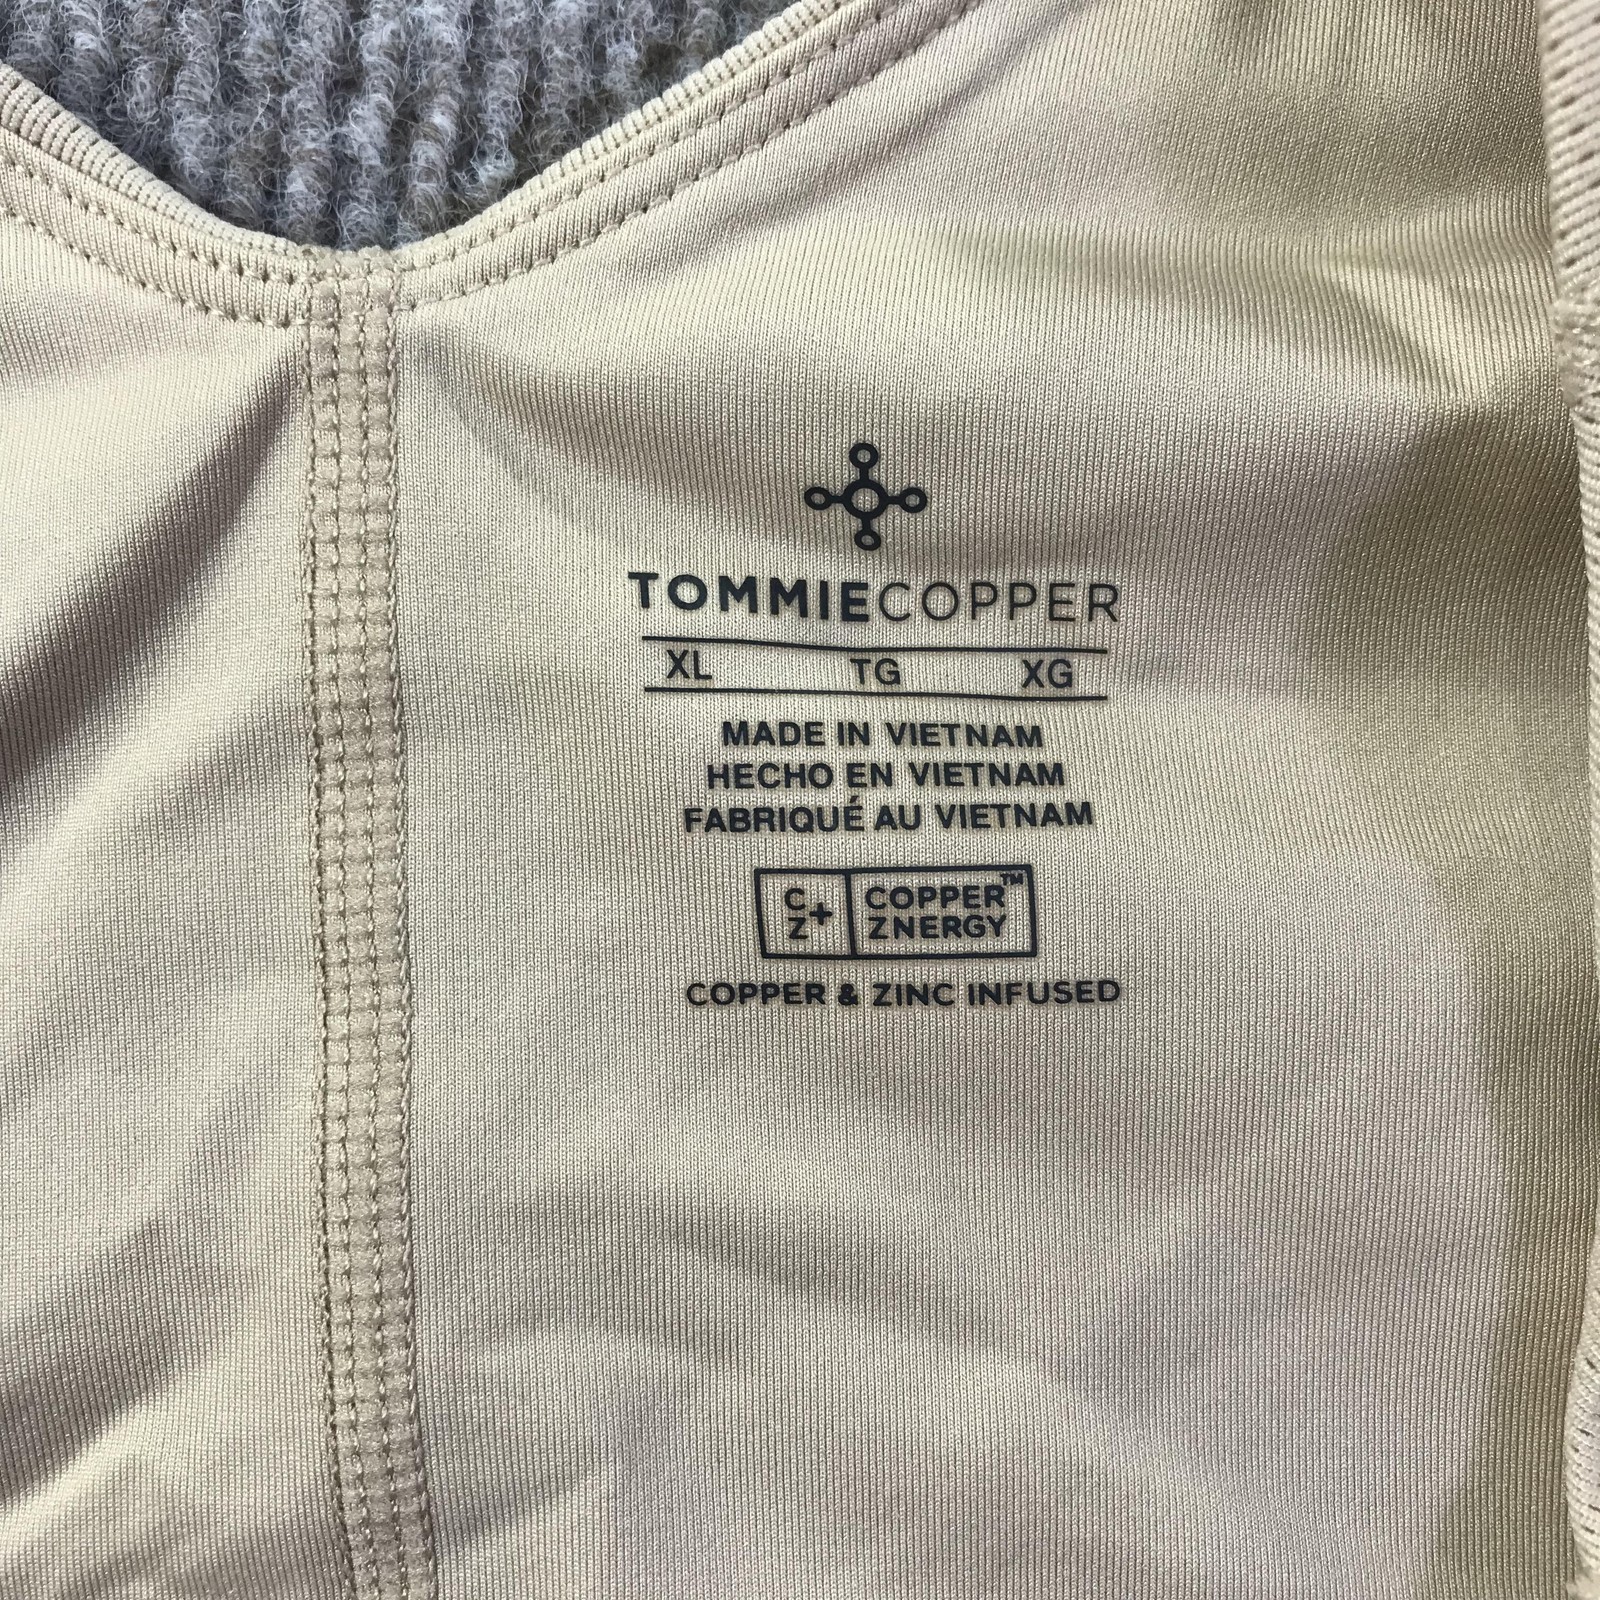 TOMMIECOPPER
XL TG XG
MADE IN VIETNAM
HECHO EN VIETNAM
FABRIQUÉ AU VIETNAM
C
Z+
COPPER™
ZNERGY
COPPER & ZINC INFUSED